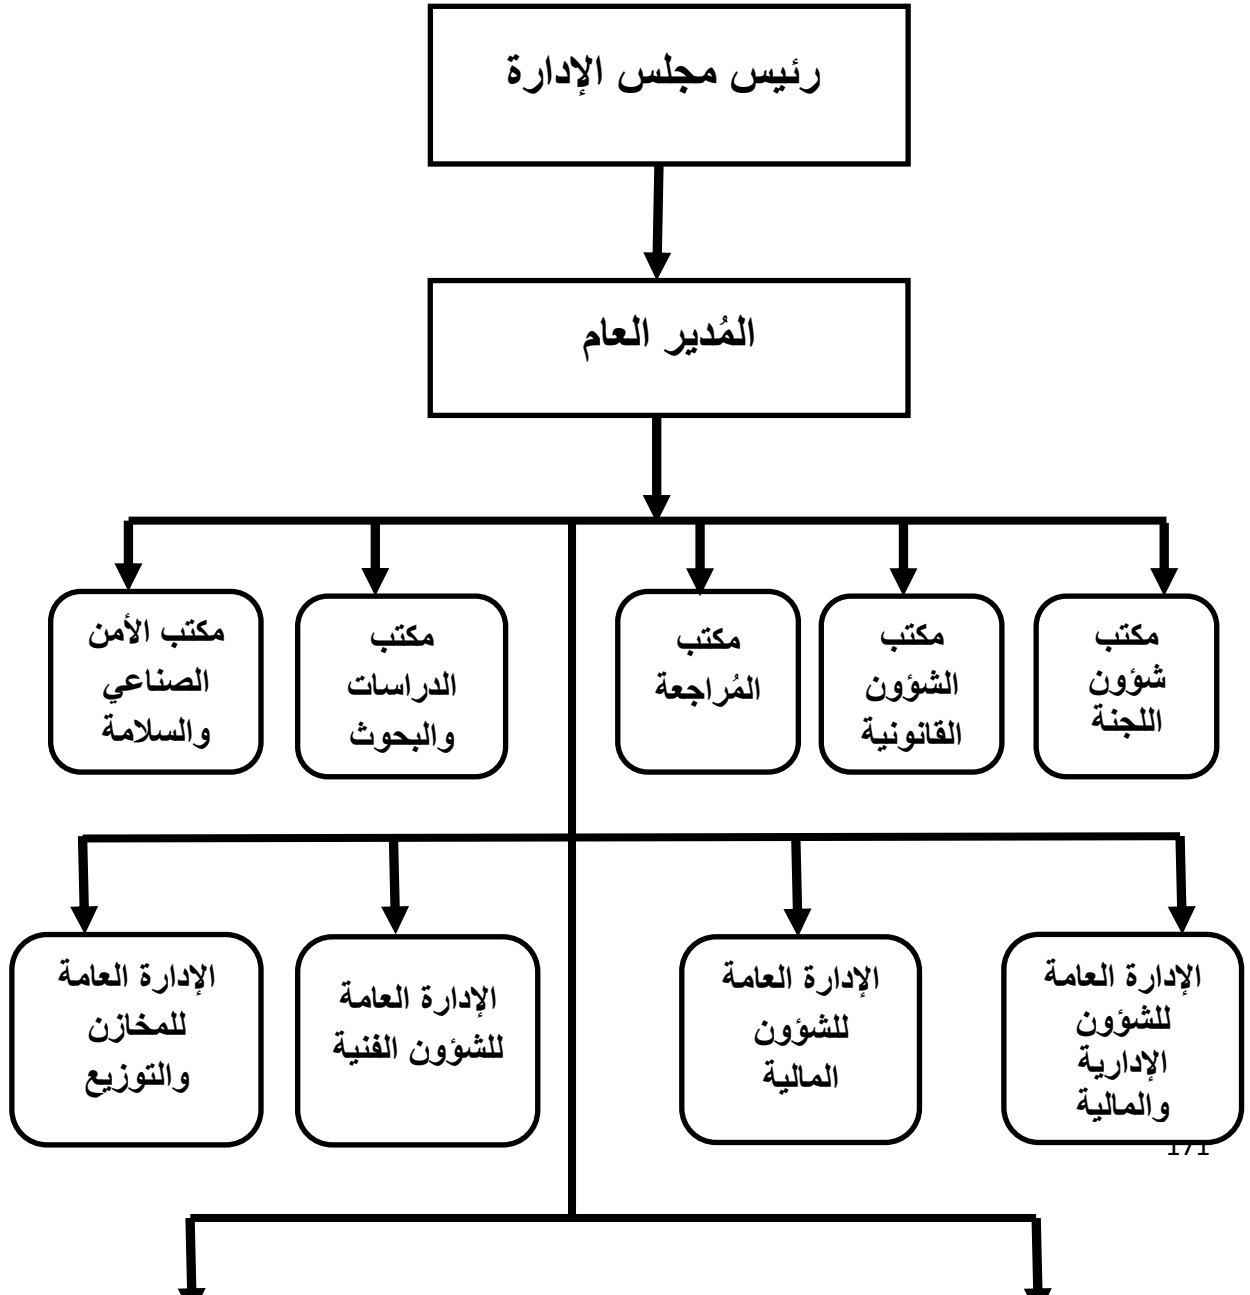 رئيس مجلس الإدارة
المُدير العام
مكتب
شؤون
اللجنة
مكتب
الشؤون
القانونية
مكتب
المُراجعة
مكتب
الدراسات
والبحوث
مكتب الأمن
الصناعي
والسلامة
الإدارة العامة
للشؤون
الإدارية
والمالية
الإدارة العامة
للشؤون
المالية
الإدارة العامة
للشؤون الفنية
الإدارة العامة
للمخازن
والتوزيع
171